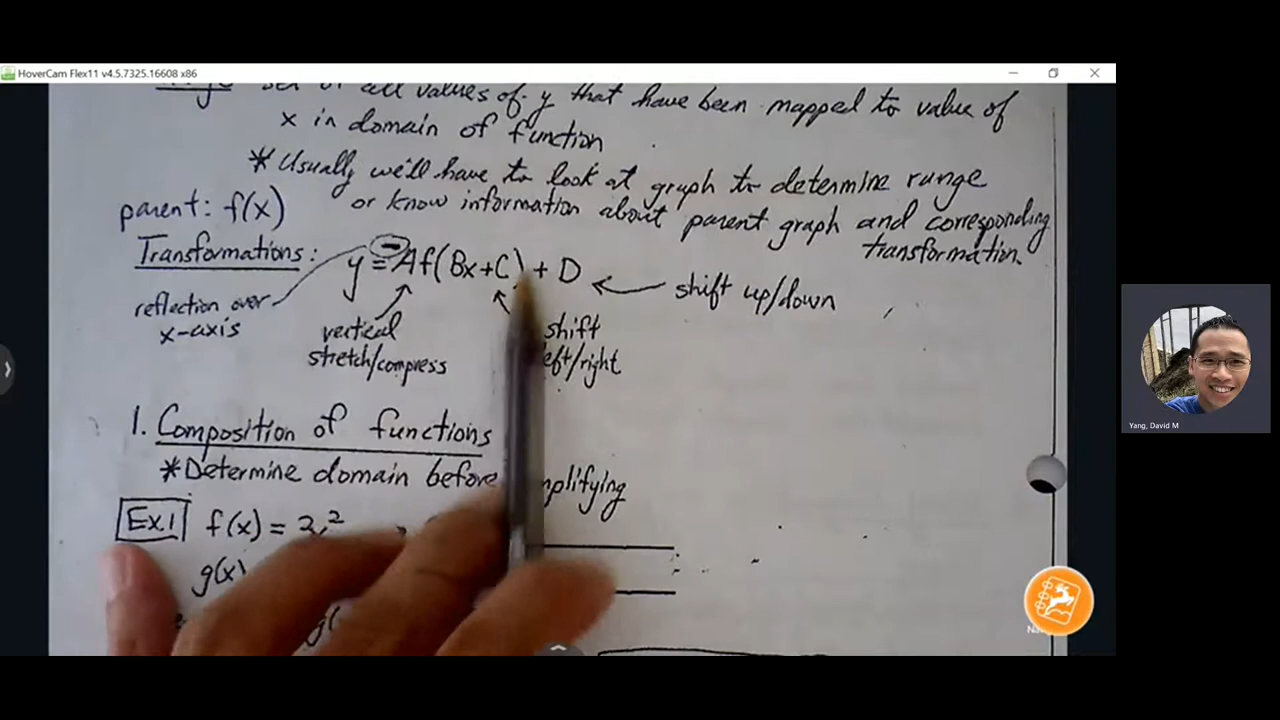 HoverCam Flex11 v4.5.7325.16608 x86
set of all values of y that have been mapped to value of
x in domain of function
* Usually we'll have to look at graph to determine range
or know information about parent graph and corresponding
transformation.
parent: f(x)
Transformations: y = Af(Bx+C) + D
shift up/down
reflection over
x-axis
vertical
stretch/compress
shift
left/right
1. Composition of functions
* Determine domain before
Ex.1 f(x) =
g(x)
Yang, David M